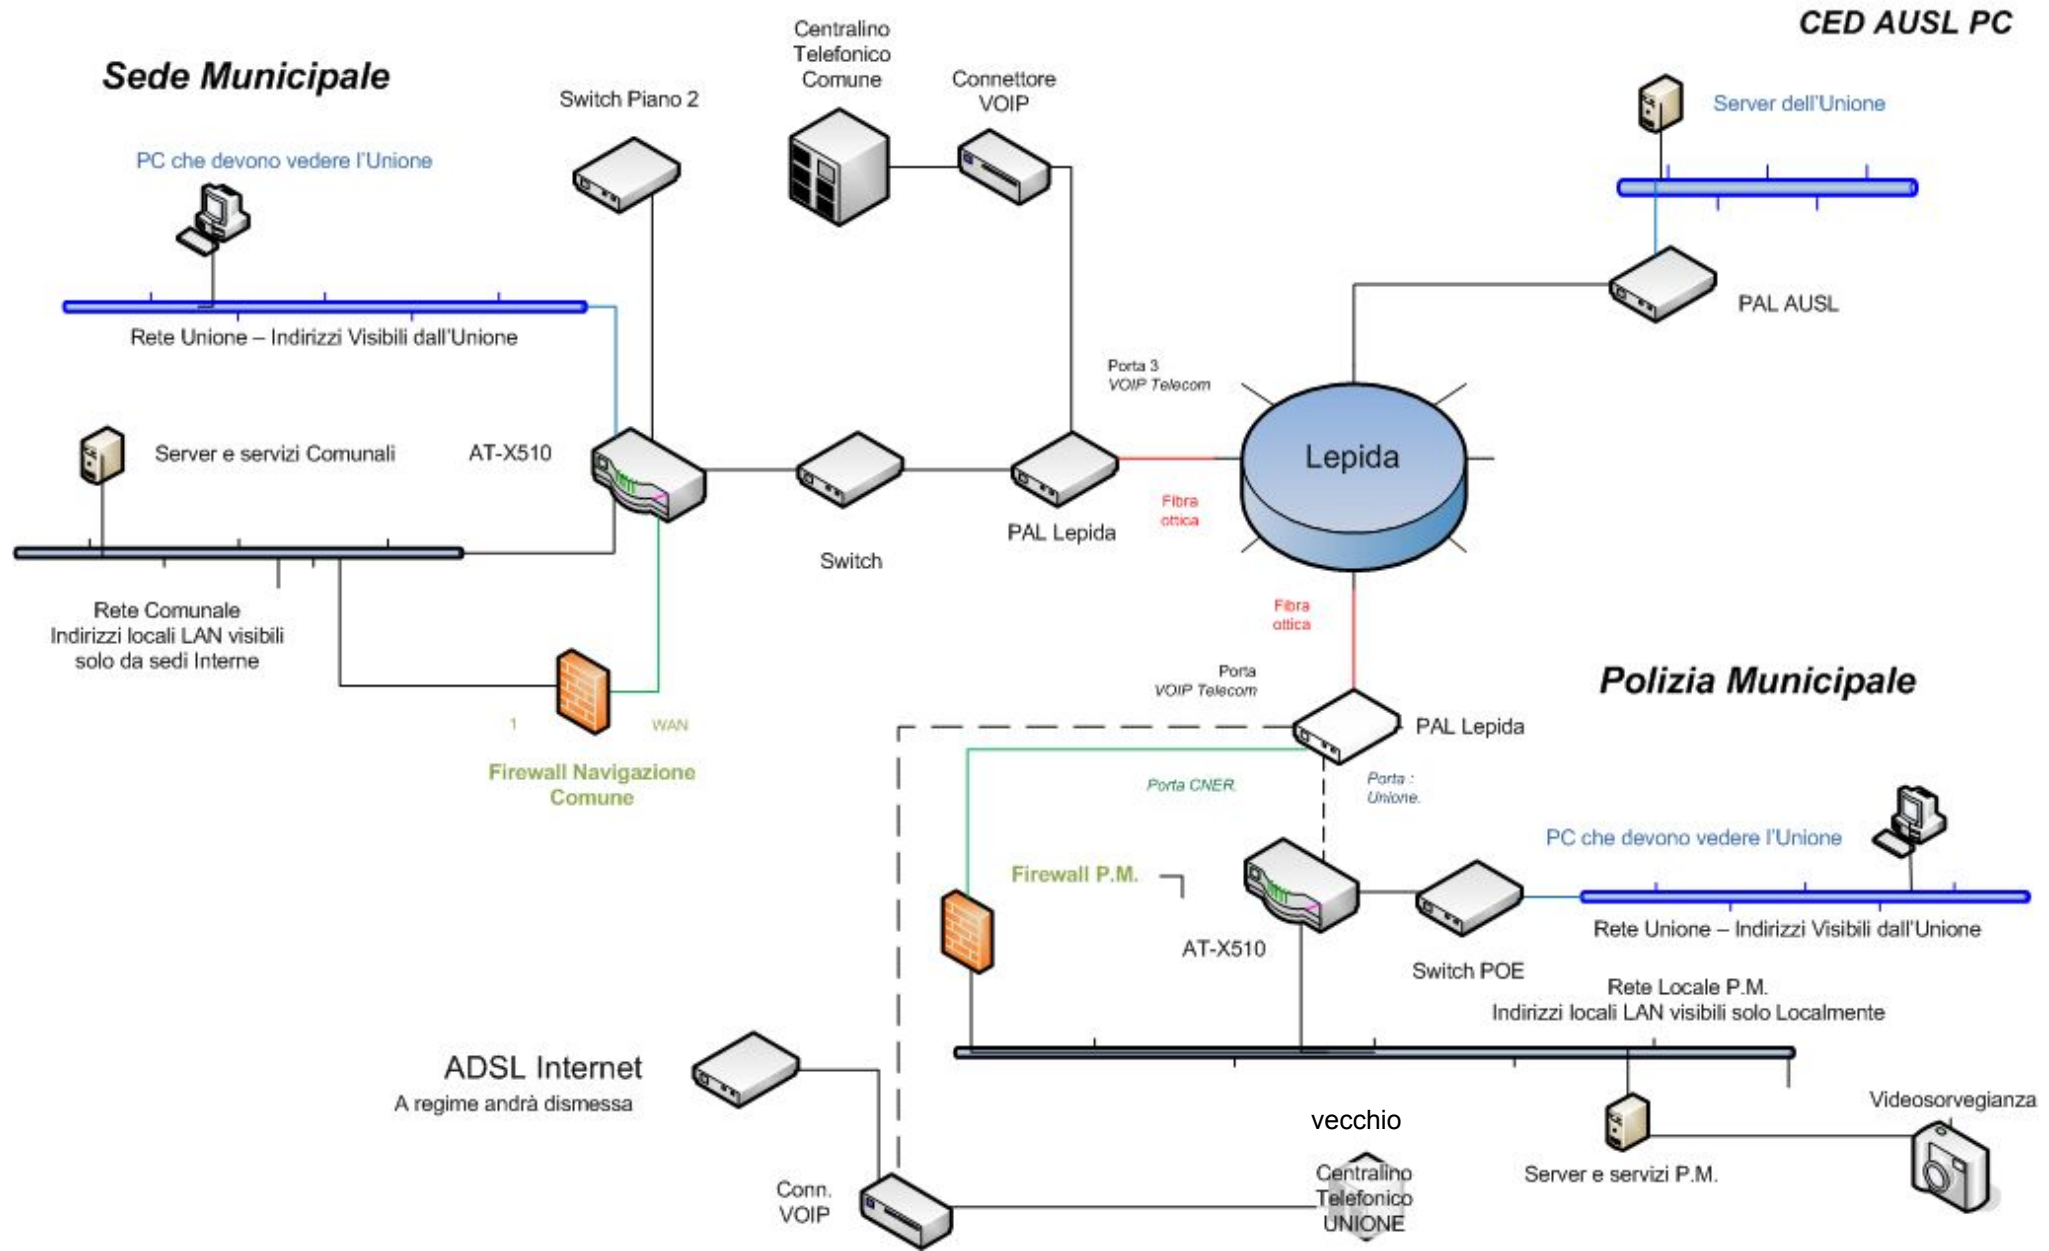 CED AUSL PC
Sede Municipale
Centralino
Telefonico
Comune
Connettore
VOIP
Switch Piano 2
Server dell'Unione
PC che devono vedere l'Unione
PAL AUSL
Rete Unione – Indirizzi Visibili dall'Unione
Porta 3
VOIP Telecom
Server e servizi Comunali
AT-X510
Lepida
Fibra
ottica
PAL Lepida
Switch
Rete Comunale
Indirizzi locali LAN visibili
solo da sedi Interne
Fibra
ottica
Porta
VOIP Telecom
Polizia Municipale
1
WAN
PAL Lepida
Firewall Navigazione
Comune
Porta CNER.
Porta :
Unione.
PC che devono vedere l'Unione
Firewall P.M.
Rete Unione – Indirizzi Visibili dall'Unione
AT-X510
Switch POE
Rete Locale P.M.
Indirizzi locali LAN visibili solo Localmente
ADSL Internet
A regime andrà dismessa
Videosorvegianza
vecchio
Centralino
Telefonico
UNIONE
Server e servizi P.M.
Conn.
VOIP